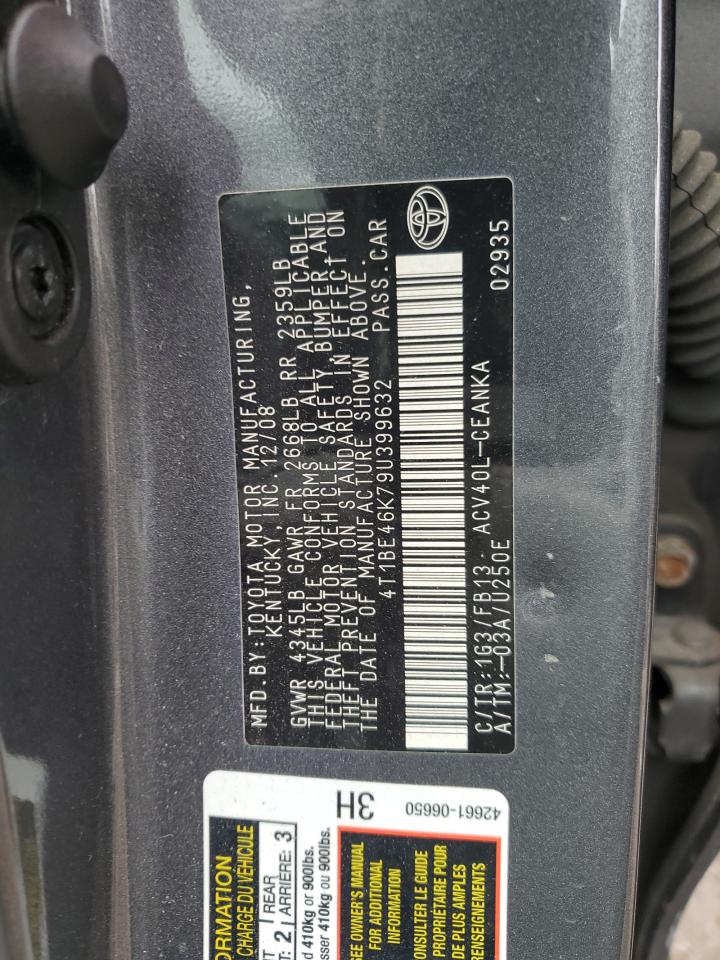 MFD. BY:TOYOTA MOTOR MANUFACTURING,
KENTUCKY, INC. 12/08
GVWR 4345LB GAWR FR 2668LB RR 2359LB
THIS VEHICLE CONFORMS TO ALL APPLICABLE
FEDERAL MOTOR VEHICLE SAFETY,BUMPER,AND
THEFT PREVENTION STANDARDS IN EFFECT ON
THE DATE OF MANUFACTURE SHOWN ABOVE.
4T1BE46K79U399632 PASS.CAR
C/TR:1G3/FB13 ACV40L-CEANKA
A/TM:-03A/U250E 02935
3H
42661-06650
CHARGE DU VÉHICULE
REAR
2 ARRIÈRE: 3
410kg or 900lbs.
410kg ou 900lbs.
SEE OWNER'S MANUAL
FOR ADDITIONAL
INFORMATION
CONSULTER LE GUIDE
PROPRIÉTAIRE POUR
DE PLUS AMPLES
RENSEIGNEMENTS